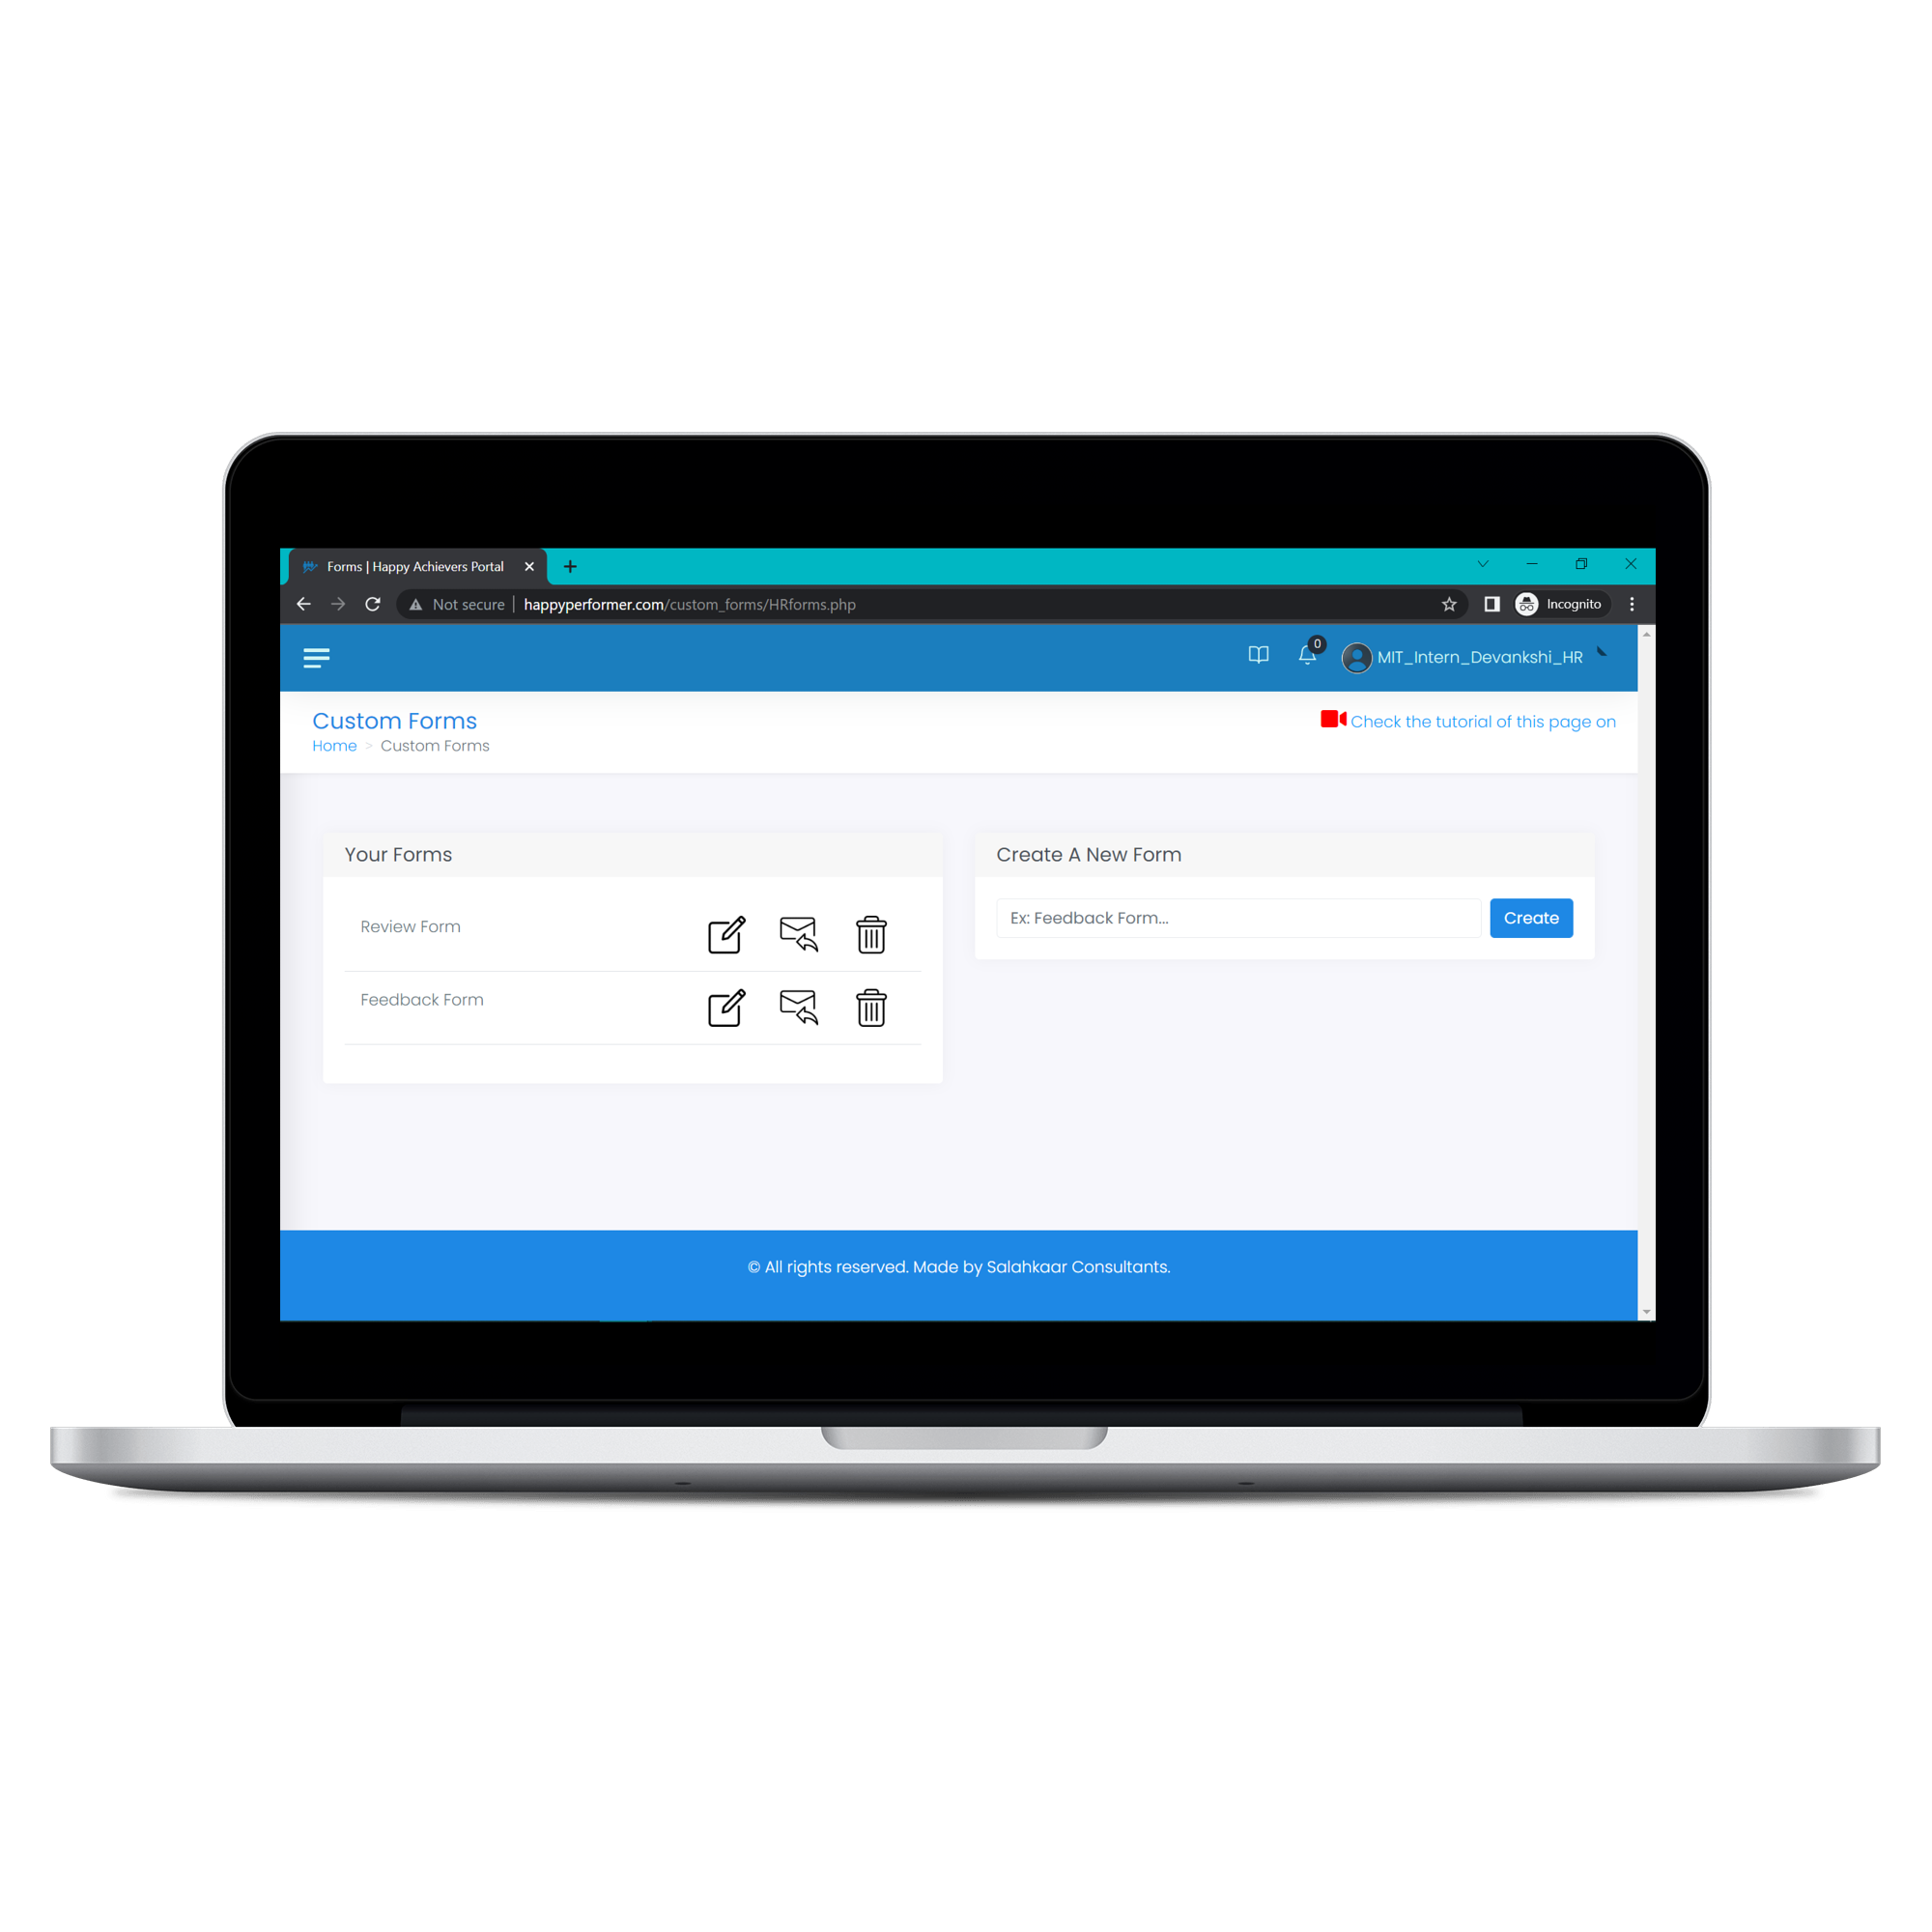 Forms | Happy Achievers Portal
Not secure | happyperformer.com/custom_forms/HRforms.php
Incognito
0
MIT_Intern_Devankshi_HR
Custom Forms
Check the tutorial of this page on
Home > Custom Forms
Your Forms
Create A New Form
Review Form
Ex: Feedback Form...
Create
Feedback Form
© All rights reserved. Made by Salahkaar Consultants.